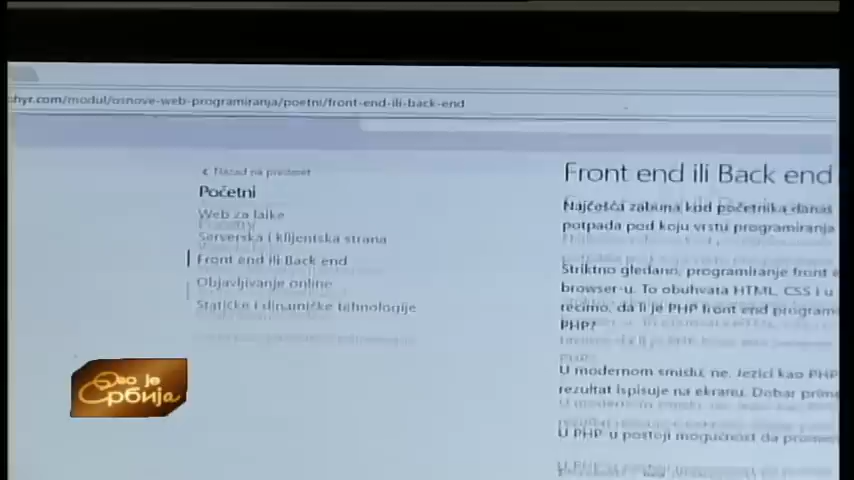 hyr.com/modul/osnove-web-programiranja/poetni/front-end-ili-back-end
Nazad na predmet
Početni
Web za laike
Serverska i klijentska strana
Front end ili Back end
Objavljivanje online
Statičke i dinamičke tehnologije
Front end ili Back end
Najčešća zabuna kod početnika danas
potpada pod koju vrstu programiranja
Striktno gledano, programiranje front e
browser-u. To obuhvata HTML, CSS i u
recimo, da li je PHP front end program
PHP?
U modernom smislu, ne. Jezici kao PHP
rezultat ispisuje na ekranu. Dobar prim
U PHP-u postoji mogućnost da
Ово је
Србија